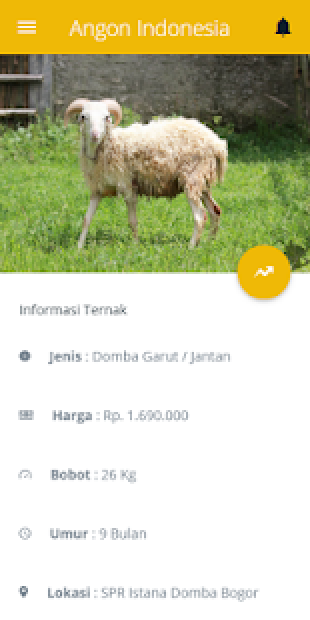 Angon Indonesia
Informasi Ternak
Jenis : Domba Garut / Jantan
Harga : Rp. 1.690.000
Bobot : 26 Kg
Umur : 9 Bulan
Lokasi : SPR Istana Domba Bogor